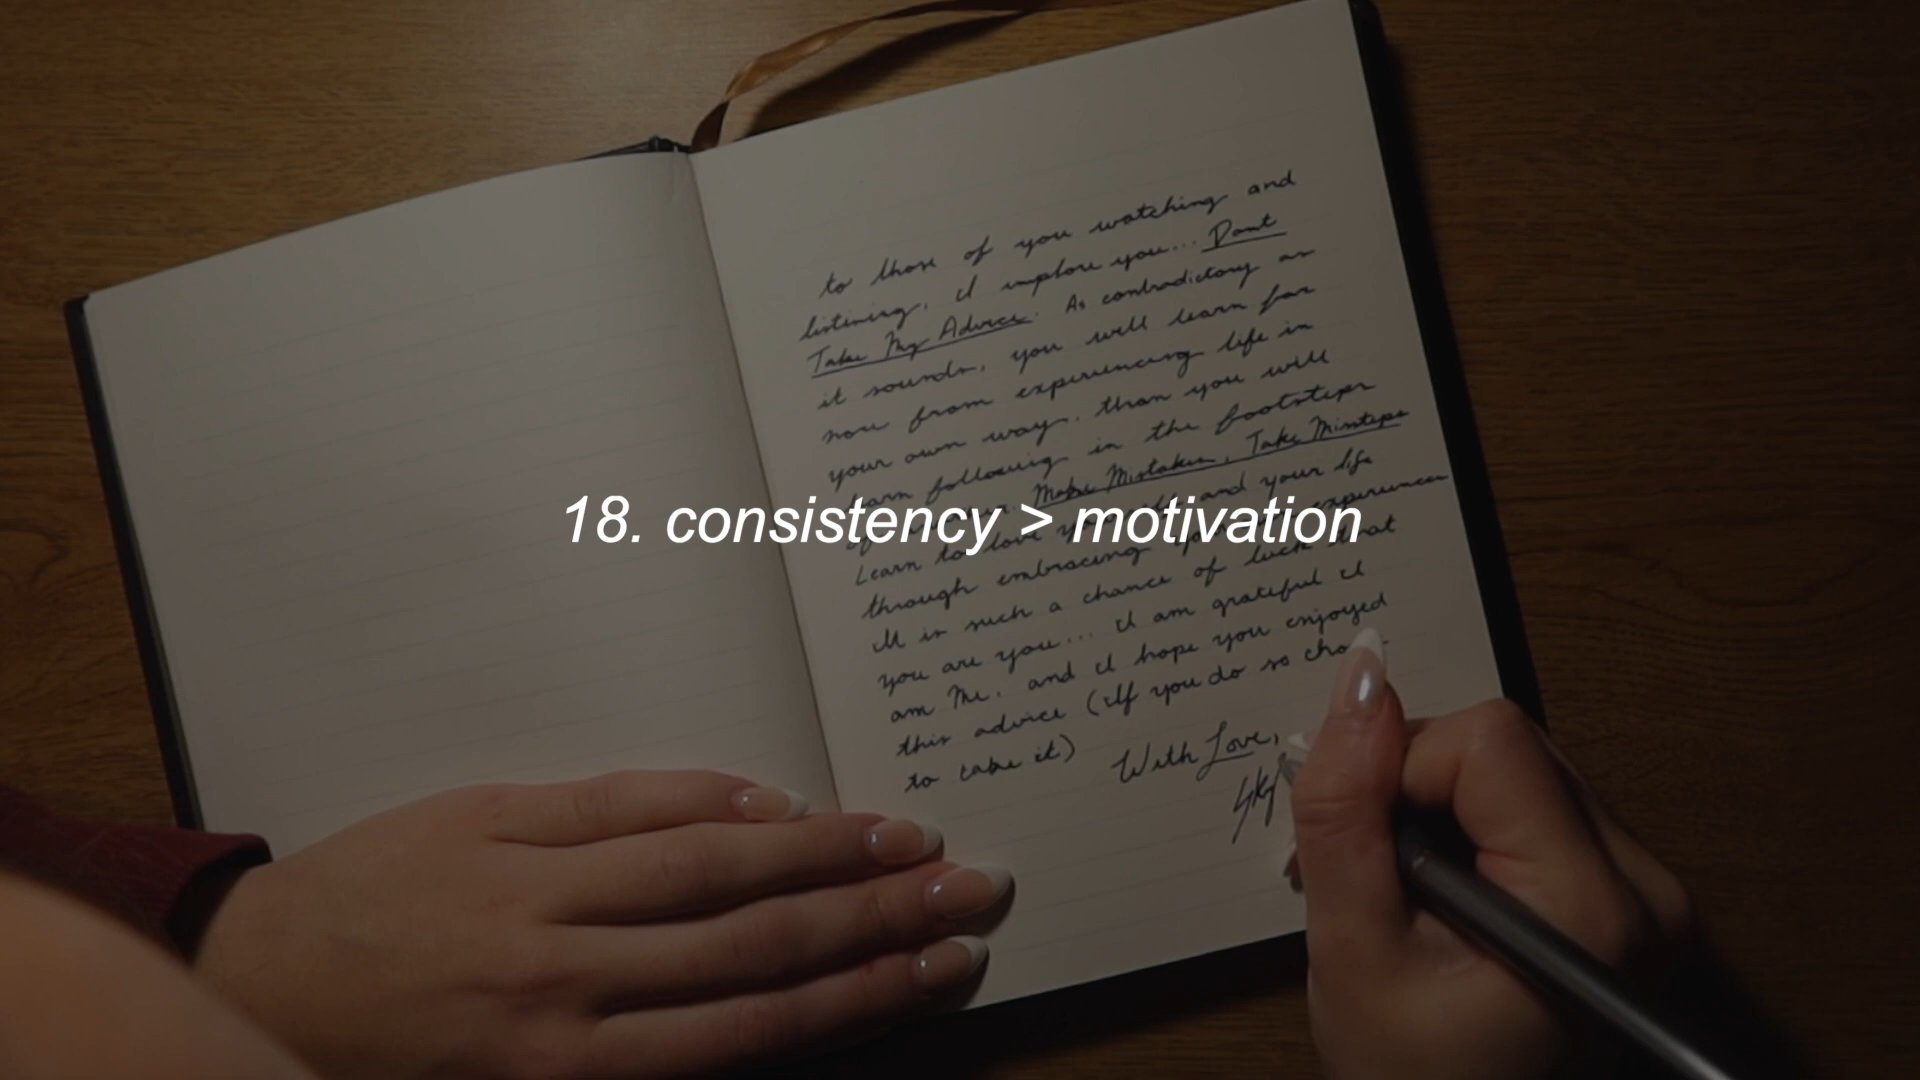 to those of you watching and
listening, I implore you... Dont
Take My Advice. As contradictory as
it sounds, you will learn far
more from experiencing life in
your own way, than you will
learn following in the footsteps
Make Mistakes, Take Missteps
18. consistency > motivation
Learn to love and your life
through embracing experiences
It is such a chance of luck that
you are you... I am grateful I
am Me, and I hope you enjoyed
this advice (If you do so
to take it)
With Love,